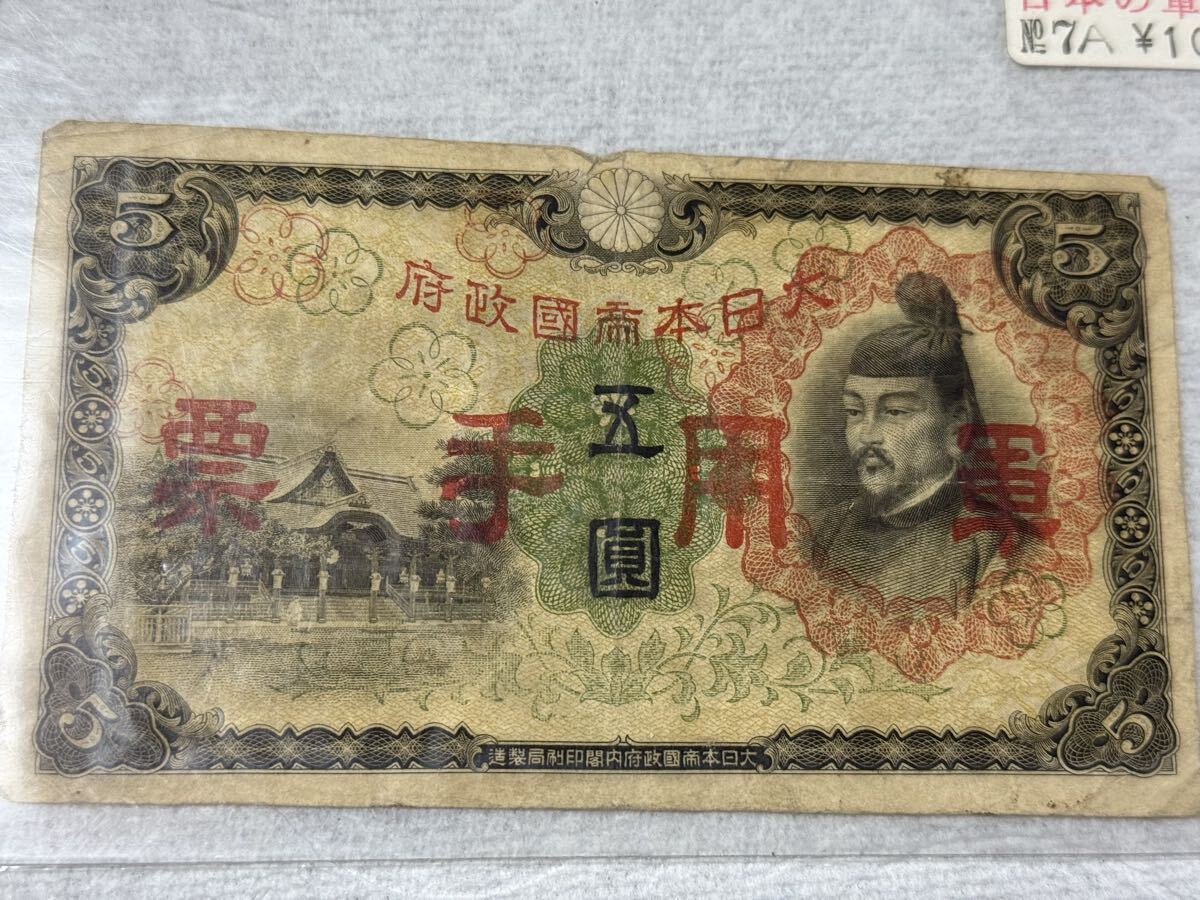 日本の軍
№7A ¥10
5 5
大日本帝國政府
軍用手票
五圓
5 5
大日本帝國政府内閣印刷局製造